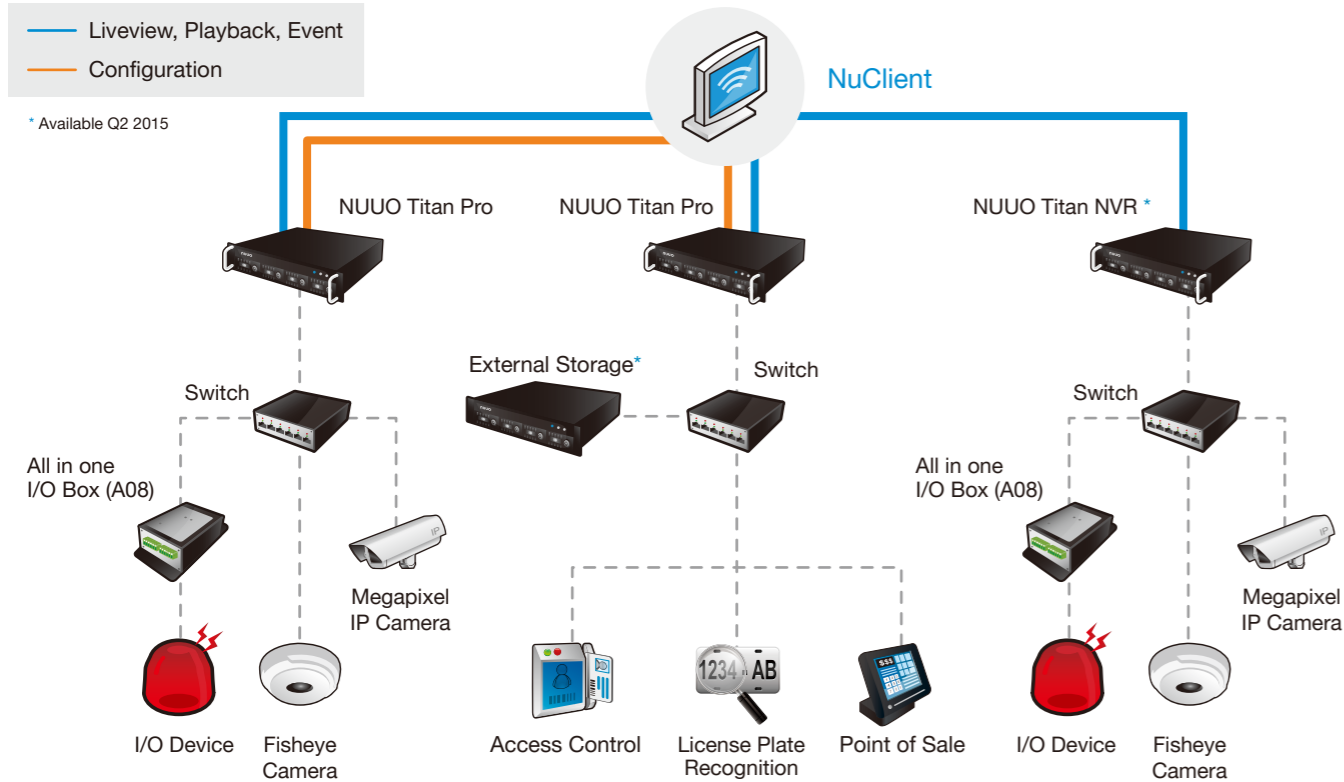 Liveview, Playback, Event
Configuration
* Available Q2 2015
NuClient
NUUO Titan Pro
NUUO Titan Pro
NUUO Titan NVR *
External Storage*
Switch
Switch
Switch
All in one
I/O Box (A08)
All in one
I/O Box (A08)
IP
Megapixel
IP Camera
IP
Megapixel
IP Camera
1234
AB
$$$
I/O Device
Fisheye
Camera
Access Control
License Plate
Recognition
Point of Sale
I/O Device
Fisheye
Camera